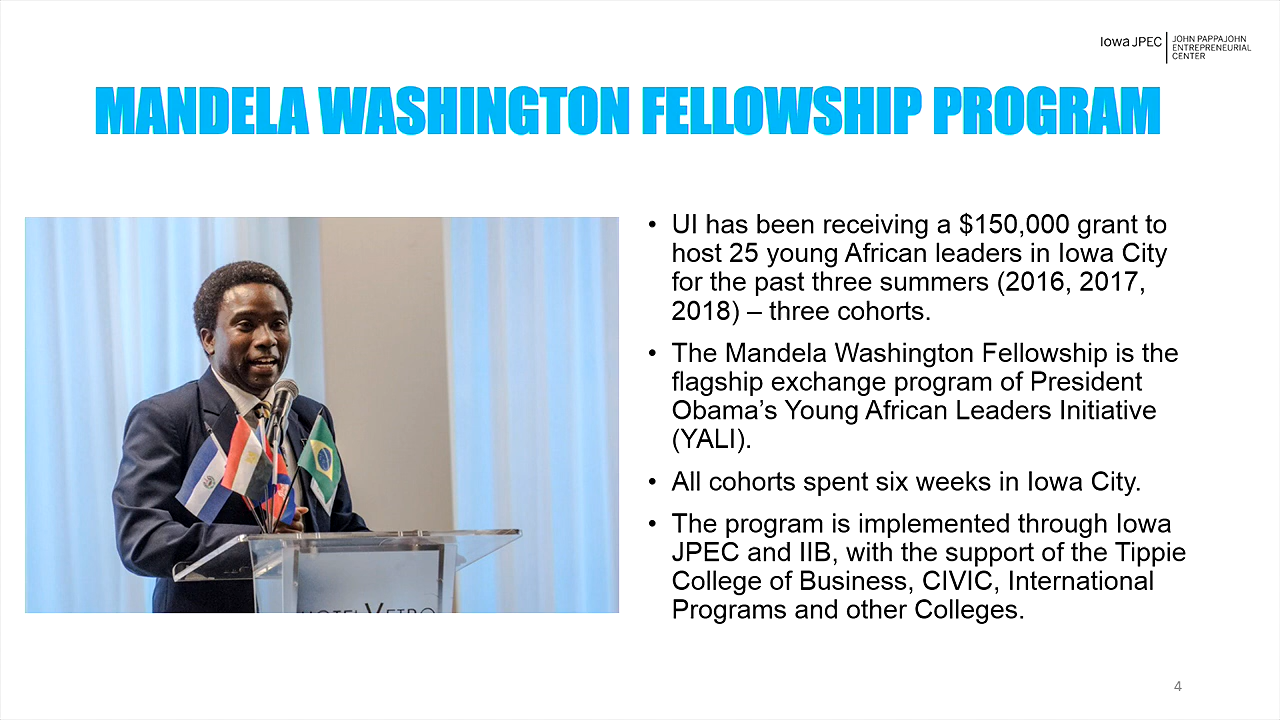 Iowa JPEC
JOHN PAPPAJOHN
ENTREPRENEURIAL
CENTER
MANDELA WASHINGTON FELLOWSHIP PROGRAM
• UI has been receiving a $150,000 grant to
host 25 young African leaders in Iowa City
for the past three summers (2016, 2017,
2018) – three cohorts.
• The Mandela Washington Fellowship is the
flagship exchange program of President
Obama’s Young African Leaders Initiative
(YALI).
• All cohorts spent six weeks in Iowa City.
• The program is implemented through Iowa
JPEC and IIB, with the support of the Tippie
College of Business, CIVIC, International
Programs and other Colleges.
HOTEL VETRO
4